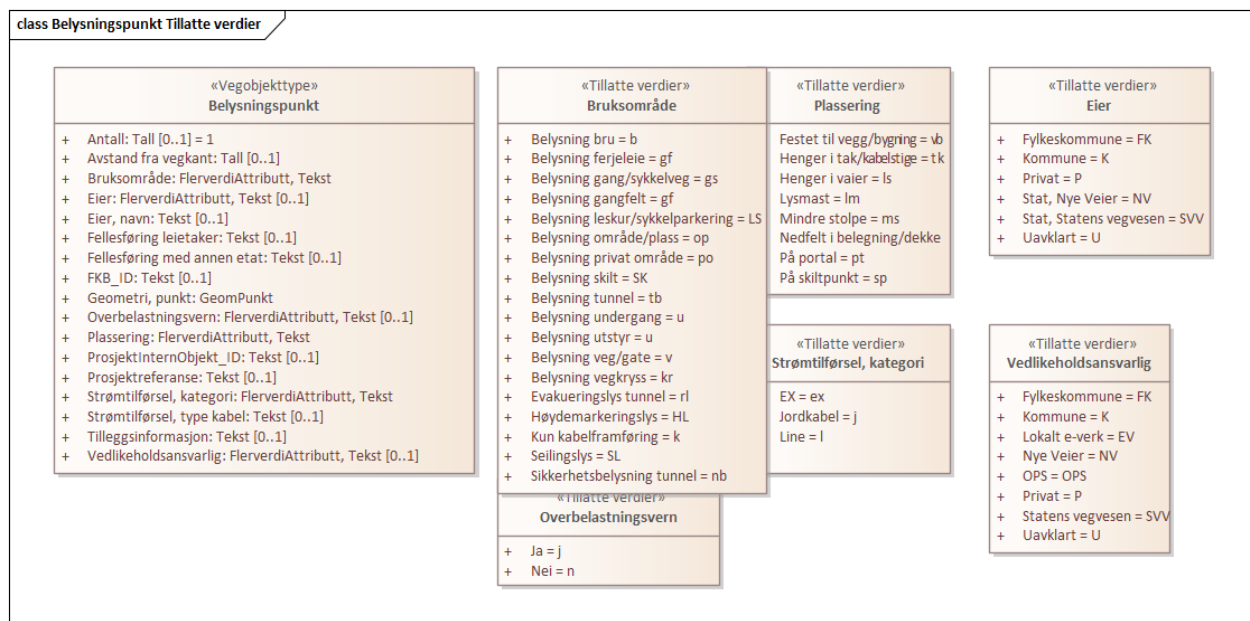 class Belysningspunkt Tillatte verdier
«Vegobjekttype»
Belysningspunkt
+ Antall: Tall [0..1] = 1
+ Avstand fra vegkant: Tall [0..1]
+ Bruksområde: FlerverdiAttributt, Tekst
+ Eier: FlerverdiAttributt, Tekst [0..1]
+ Eier, navn: Tekst [0..1]
+ Fellesføring leietaker: Tekst [0..1]
+ Fellesføring med annen etat: Tekst [0..1]
+ FKB_ID: Tekst [0..1]
+ Geometri, punkt: GeomPunkt
+ Overbelastningsvern: FlerverdiAttributt, Tekst [0..1]
+ Plassering: FlerverdiAttributt, Tekst
+ ProsjektInternObjekt_ID: Tekst [0..1]
+ Prosjektreferanse: Tekst [0..1]
+ Strømtilførsel, kategori: FlerverdiAttributt, Tekst
+ Strømtilførsel, type kabel: Tekst [0..1]
+ Tilleggsinformasjon: Tekst [0..1]
+ Vedlikeholdsansvarlig: FlerverdiAttributt, Tekst [0..1]
«Tillatte verdier»
Bruksområde
+ Belysning bru = b
+ Belysning ferjeleie = gf
+ Belysning gang/sykkelveg = gs
+ Belysning gangfelt = gf
+ Belysning leskur/sykkelparkering = LS
+ Belysning område/plass = op
+ Belysning privat område = po
+ Belysning skilt = SK
+ Belysning tunnel = tb
+ Belysning undergang = u
+ Belysning utstyr = u
+ Belysning veg/gate = v
+ Belysning vegkryss = kr
+ Evakueringslys tunnel = rl
+ Høydemarkeringslys = HL
+ Kun kabelframføring = k
+ Seilingslys = SL
+ Sikkerhetsbelysning tunnel = nb
«Tillatte verdier»
Overbelastningsvern
+ Ja = j
+ Nei = n
«Tillatte verdier»
Plassering
Festet til vegg/bygning = vb
Henger i tak/kabelstige = tk
Henger i vaier = ls
Lysmast = lm
Mindre stolpe = ms
Nedfelt i belegning/dekke
På portal = pt
På skiltpunkt = sp
«Tillatte verdier»
Strømtilførsel, kategori
EX = ex
Jordkabel = j
Line = l
«Tillatte verdier»
Eier
+ Fylkeskommune = FK
+ Kommune = K
+ Privat = P
+ Stat, Nye Veier = NV
+ Stat, Statens vegvesen = SVV
+ Uavklart = U
«Tillatte verdier»
Vedlikeholdsansvarlig
+ Fylkeskommune = FK
+ Kommune = K
+ Lokalt e-verk = EV
+ Nye Veier = NV
+ OPS = OPS
+ Privat = P
+ Statens vegvesen = SVV
+ Uavklart = U